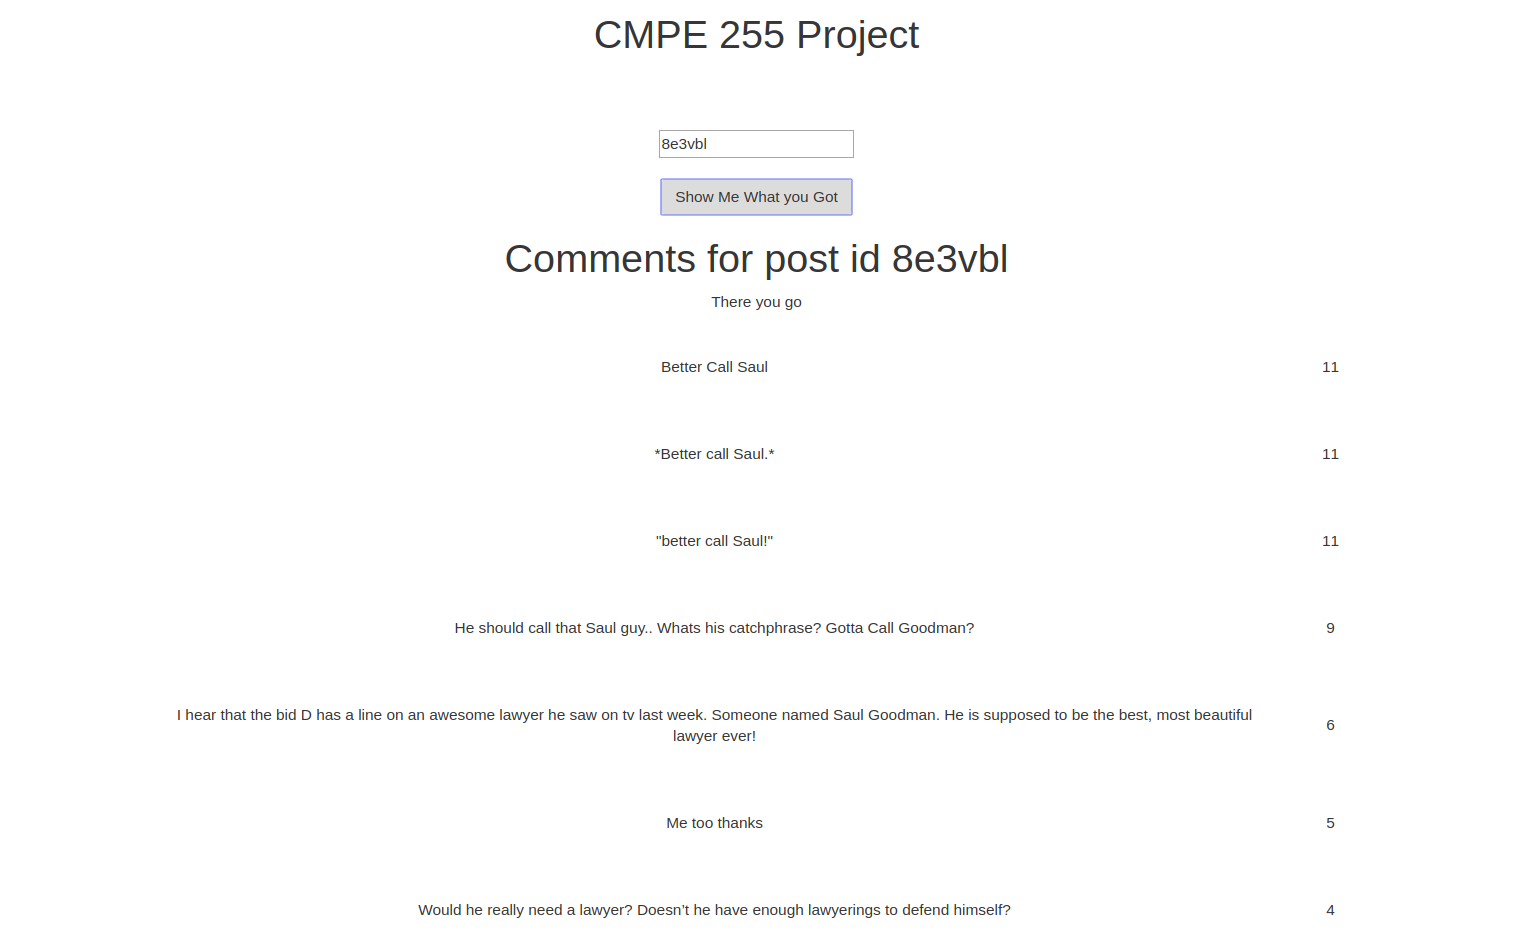 CMPE 255 Project
8e3vbl
Show Me What you Got
Comments for post id 8e3vbl
There you go
Better Call Saul 11
*Better call Saul.* 11
"better call Saul!" 11
He should call that Saul guy.. Whats his catchphrase? Gotta Call Goodman? 9
I hear that the bid D has a line on an awesome lawyer he saw on tv last week. Someone named Saul Goodman. He is supposed to be the best, most beautiful
lawyer ever! 6
Me too thanks 5
Would he really need a lawyer? Doesn’t he have enough lawyerings to defend himself? 4